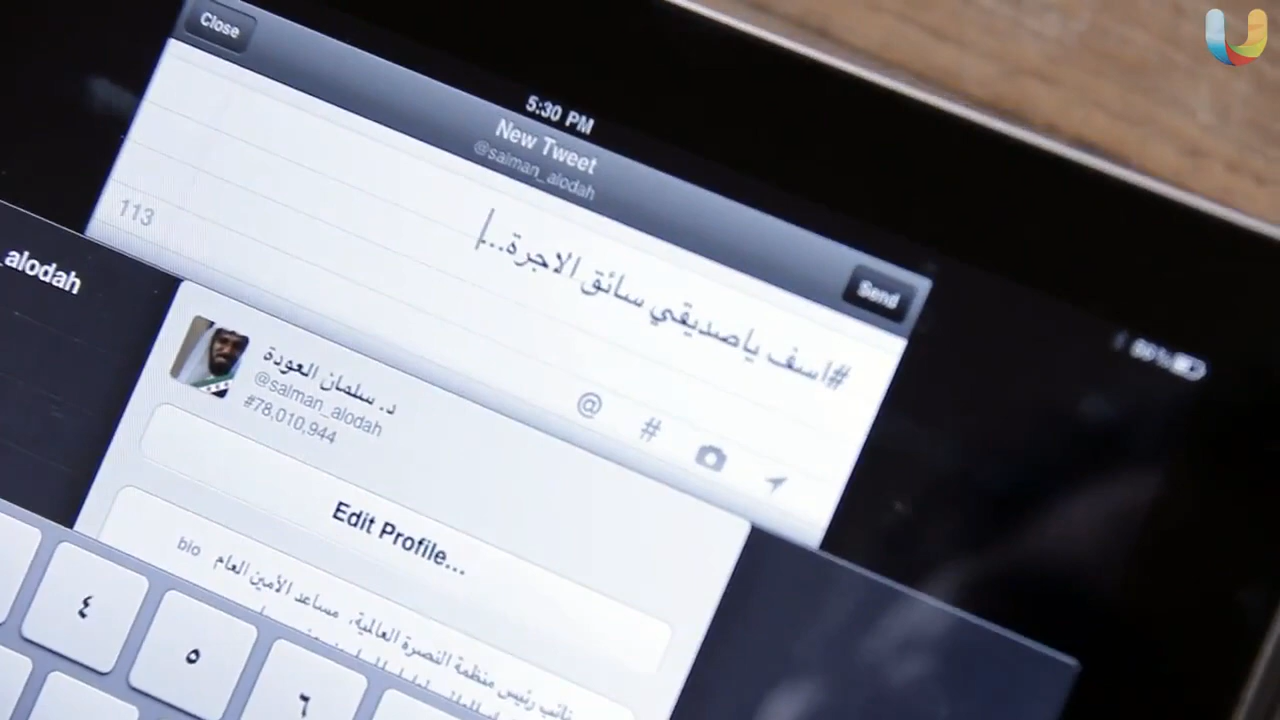 Close
5:30 PM
New Tweet
@salman_alodah
Send
#اسف ياصديقي سائق الاجرة...
113
@ #
_alodah
د. سلمان العودة
@salman_alodah
#78,010,944
Edit Profile...
bio نائب رئيس منظمة النصرة العالمية، مساعد الأمين العام
٤
٥
٦